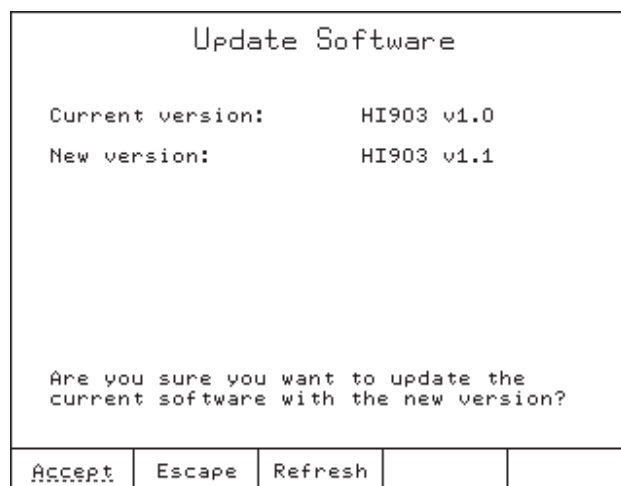 Update Software
Current version: HI903 v1.0
New version: HI903 v1.1
Are you sure you want to update the
current software with the new version?
Accept Escape Refresh